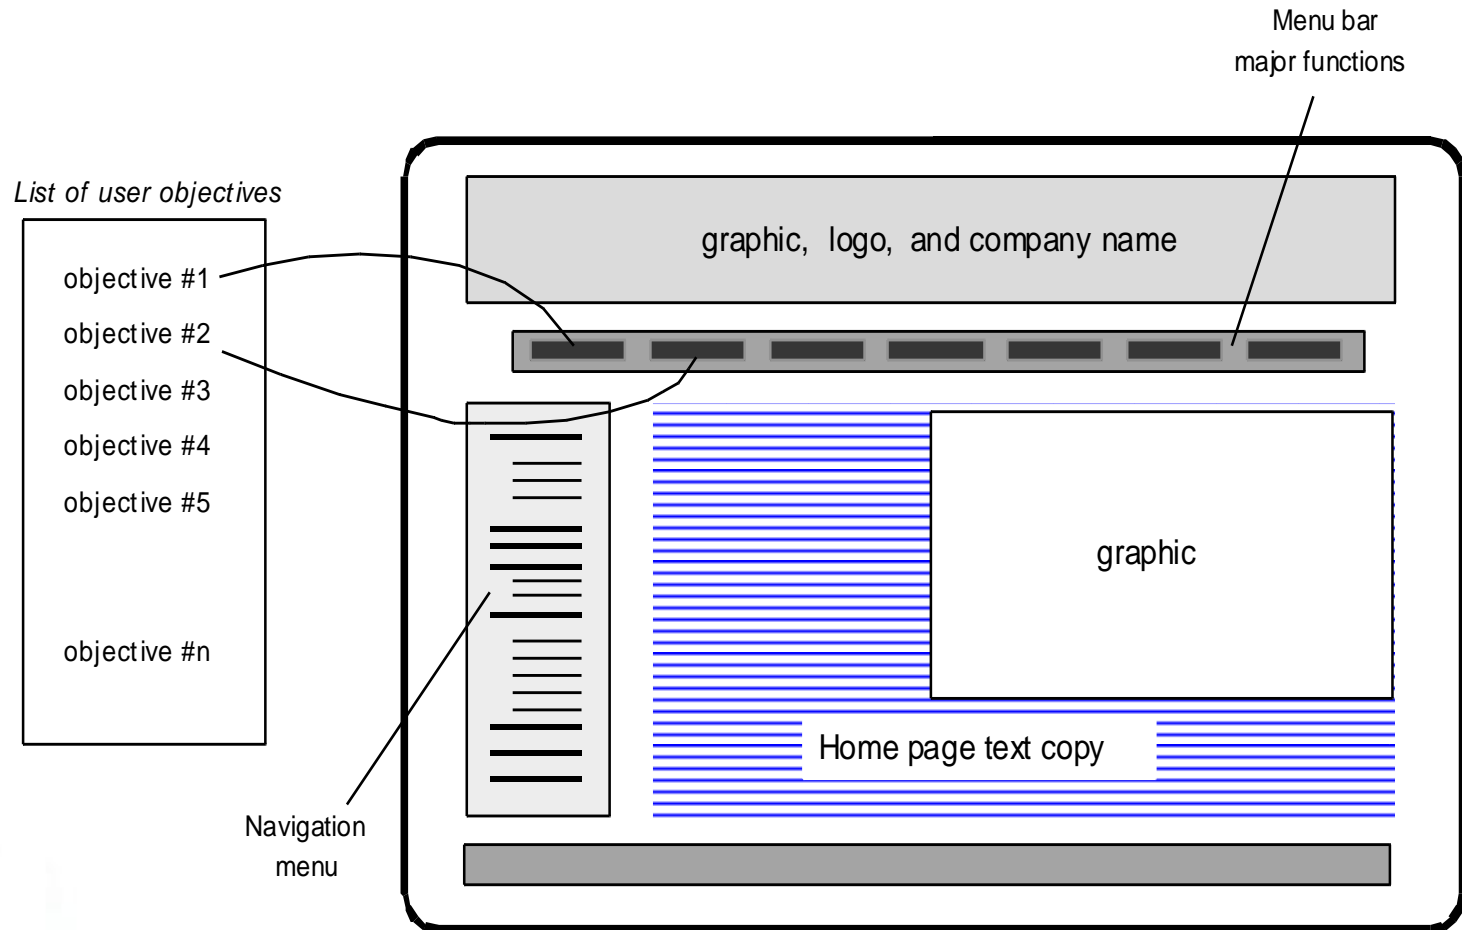 Menu bar
major functions
List of user objectives
graphic, logo, and company name
objective #1
objective #2
objective #3
objective #4
objective #5
graphic
objective #n
Home page text copy
Navigation
menu